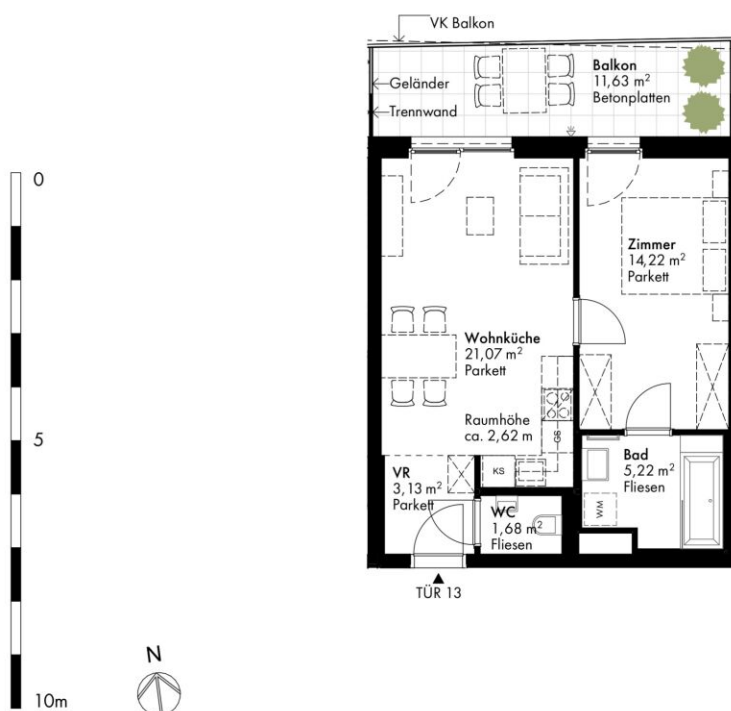 VK Balkon
Balkon
11,63 m²
Betonplatten
Geländer
Trennwand
0
Zimmer
14,22 m²
Parkett
Wohnküche
21,07 m²
Parkett
Raumhöhe
ca. 2,62 m
GS
5
KS
VR
3,13 m²
Parkett
WC
1,68 m²
Fliesen
Bad
5,22 m²
Fliesen
WM
TÜR 13
N
10m